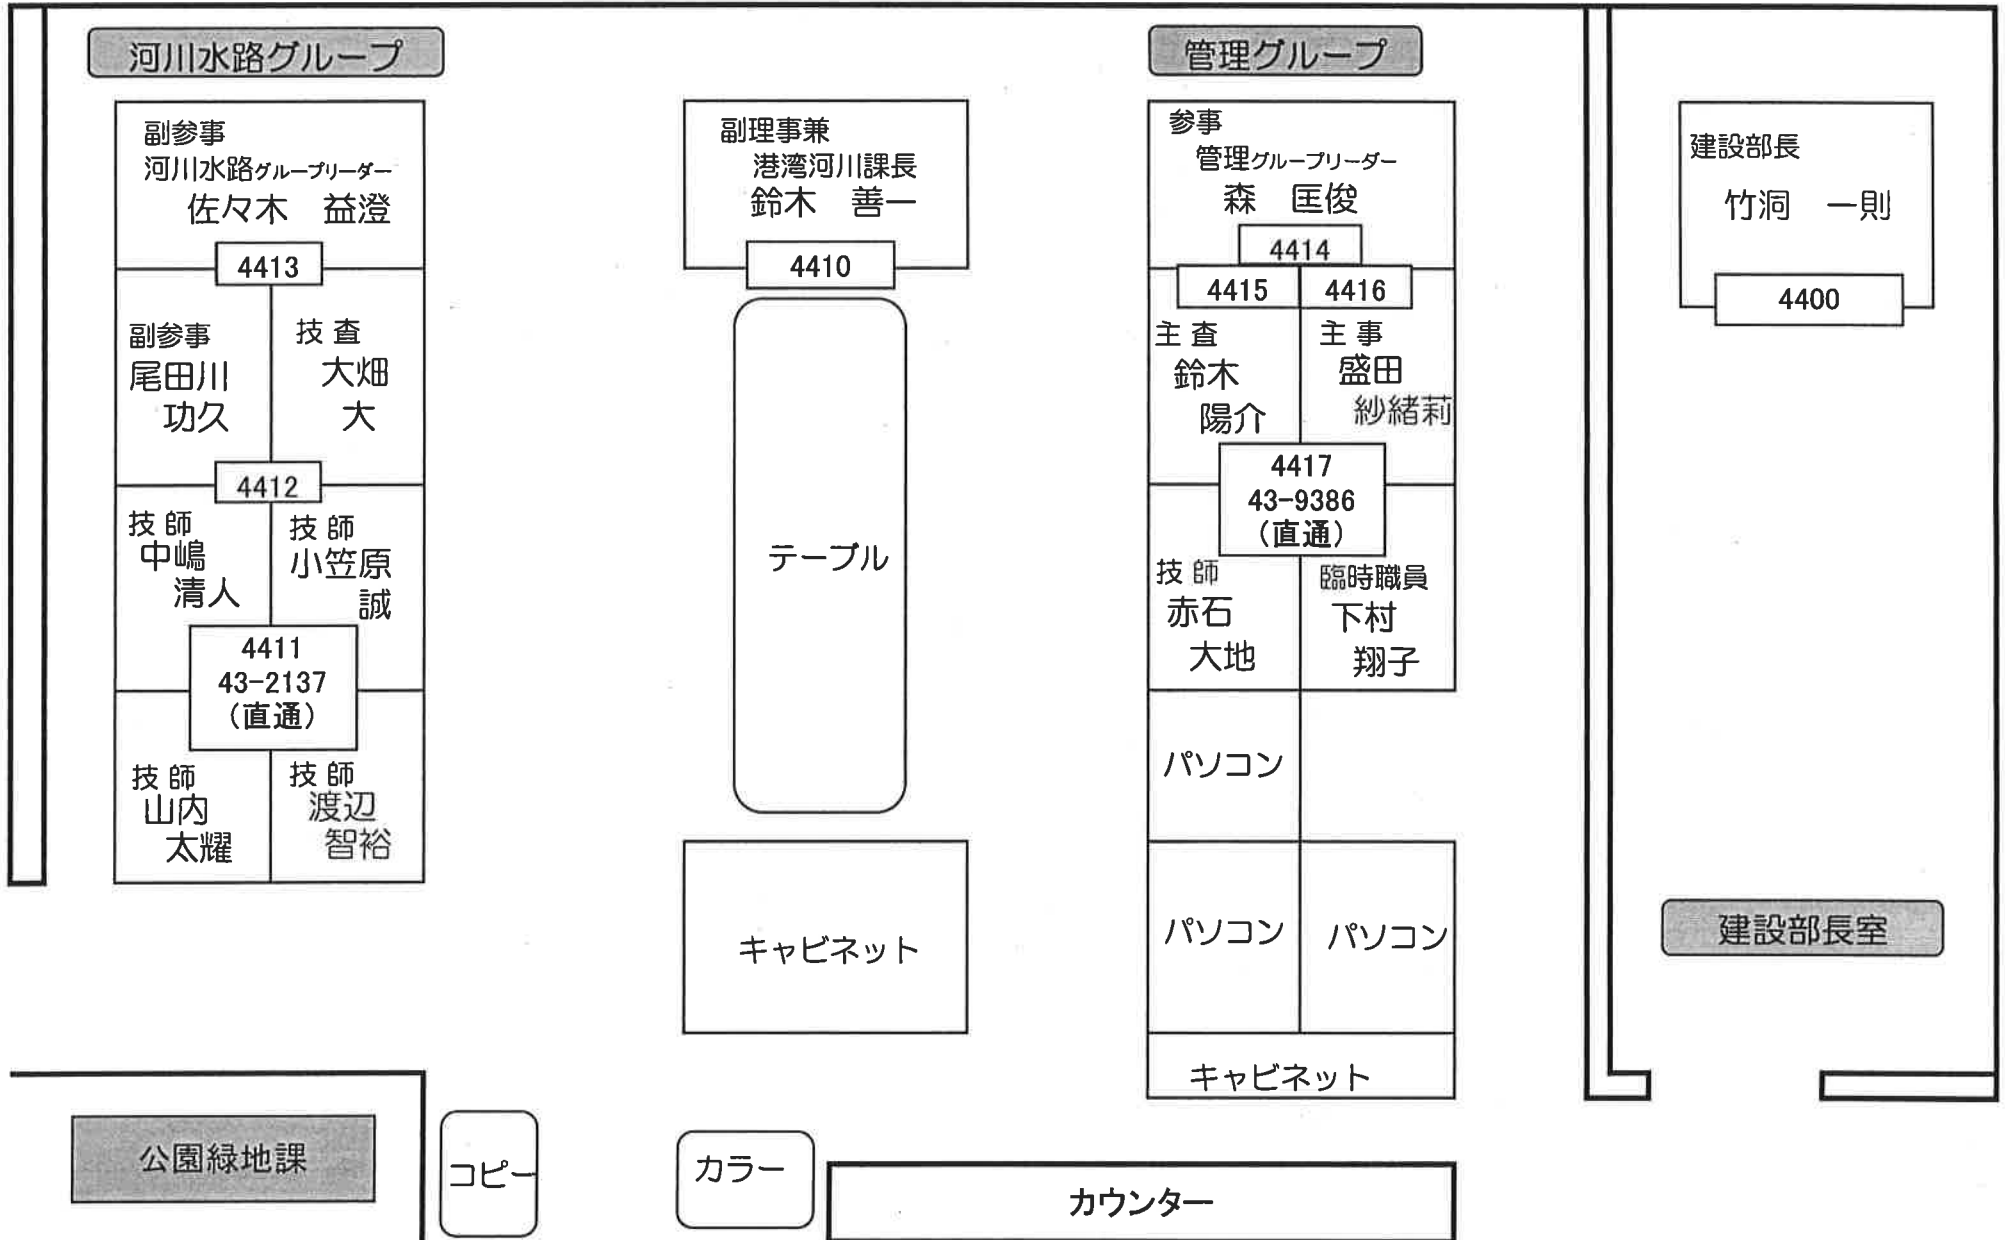 河川水路グループ
副参事
河川水路グループリーダー
佐々木　益澄
4413
副参事
尾田川
功久
技 査
大畑
大
4412
技 師
中嶋
清人
技 師
小笠原
誠
4411
43-2137
（直通）
技 師
山内
太耀
技 師
渡辺
智裕
副理事兼
港湾河川課長
鈴木　善一
4410
テーブル
キャビネット
管理グループ
参事
管理グループリーダー
森　匡俊
4414
4415
4416
主 査
鈴木
陽介
主 事
盛田
紗緒莉
4417
43-9386
（直通）
技 師
赤石
大地
臨時職員
下村
翔子
パソコン
パソコン
パソコン
キャビネット
建設部長
竹洞　一則
4400
建設部長室
公園緑地課
コピー
カラー
カウンター